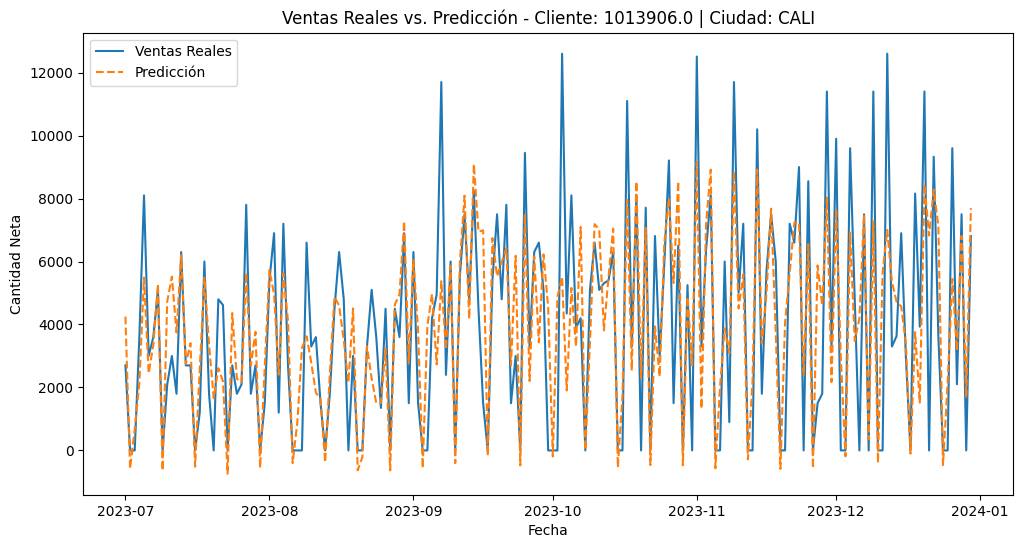 Ventas Reales vs. Predicción - Cliente: 1013906.0 | Ciudad: CALI
Ventas Reales
Predicción
Cantidad Neta
12000
10000
8000
6000
4000
2000
0
2023-07
2023-08
2023-09
2023-10
2023-11
2023-12
2024-01
Fecha